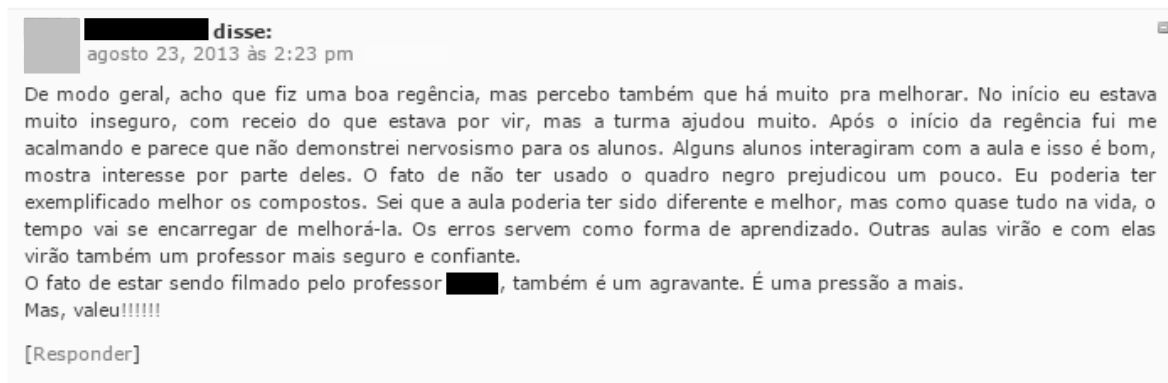 disse:
agosto 23, 2013 às 2:23 pm
De modo geral, acho que fiz uma boa regência, mas percebo também que há muito pra melhorar. No início eu estava
muito inseguro, com receio do que estava por vir, mas a turma ajudou muito. Após o início da regência fui me
acalmando e parece que não demonstrei nervosismo para os alunos. Alguns alunos interagiram com a aula e isso é bom,
mostra interesse por parte deles. O fato de não ter usado o quadro negro prejudicou um pouco. Eu poderia ter
exemplificado melhor os compostos. Sei que a aula poderia ter sido diferente e melhor, mas como quase tudo na vida, o
tempo vai se encarregar de melhorá-la. Os erros servem como forma de aprendizado. Outras aulas virão e com elas
virão também um professor mais seguro e confiante.
O fato de estar sendo filmado pelo professor , também é um agravante. É uma pressão a mais.
Mas, valeu!!!!!!
[Responder]